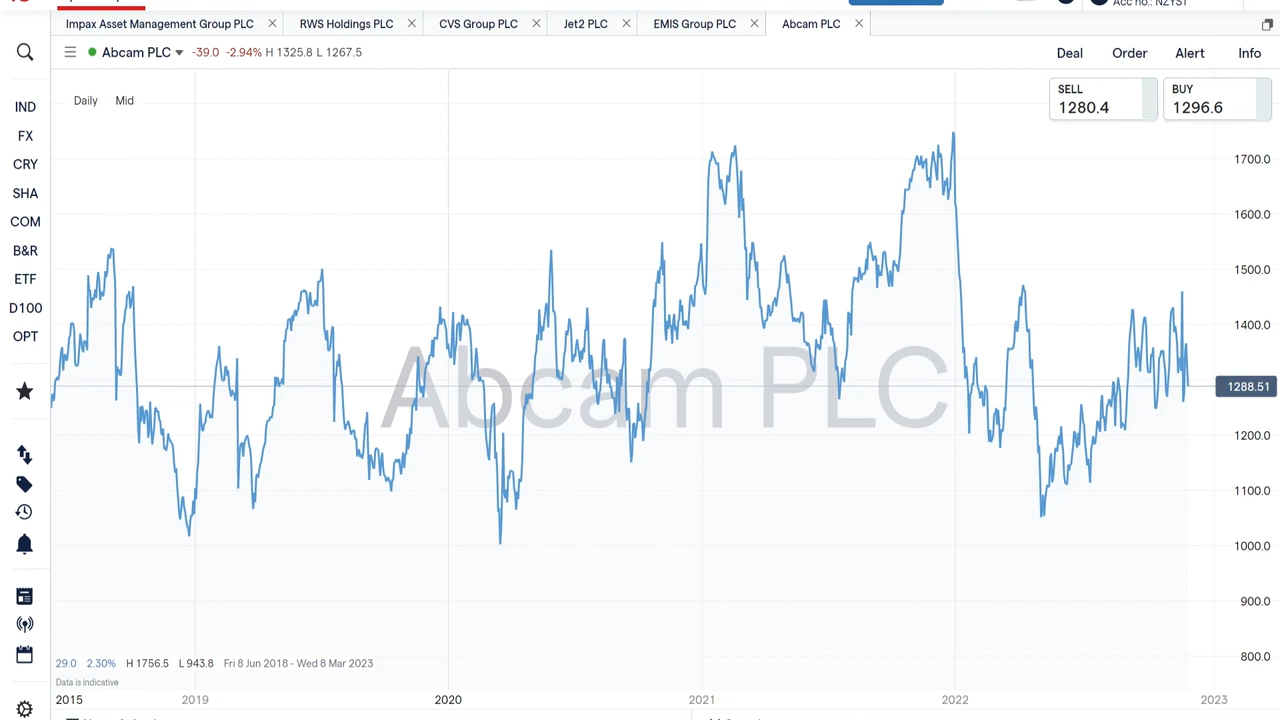 Acc no.: NZYST
Impax Asset Management Group PLC
RWS Holdings PLC
CVS Group PLC
Jet2 PLC
EMIS Group PLC
Abcam PLC
Abcam PLC -39.0 -2.94% H 1325.8 L 1267.5
Deal Order Alert Info
Daily Mid
SELL
1280.4
BUY
1296.6
IND
FX
CRY
SHA
COM
B&R
ETF
D100
OPT
Abcam PLC
1700.0
1600.0
1500.0
1400.0
1288.51
1200.0
1100.0
1000.0
900.0
800.0
29.0 2.30% H 1756.5 L 943.8 Fri 8 Jun 2018 - Wed 8 Mar 2023
Data is indicative
2015 2019 2020 2021 2022 2023